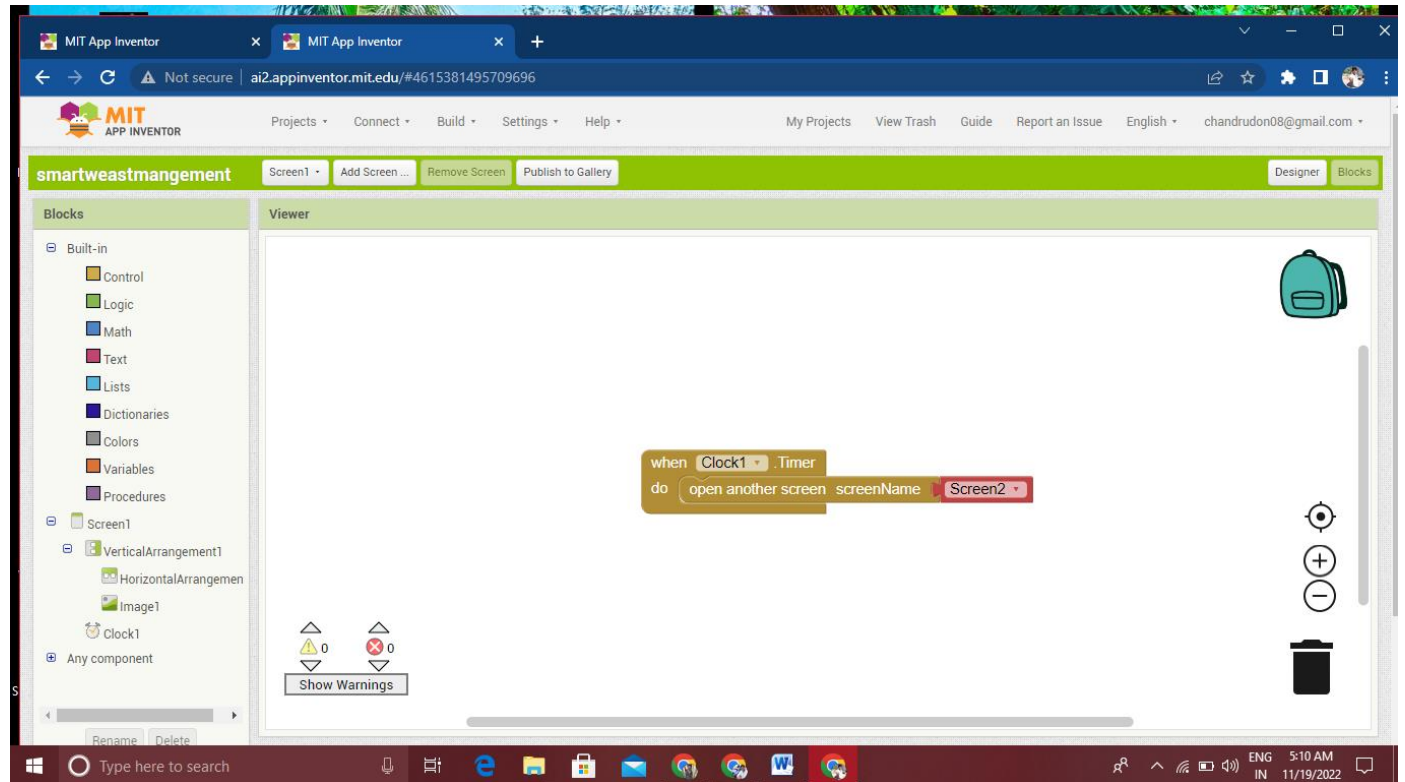 MIT App Inventor
MIT App Inventor
Not secure | ai2.appinventor.mit.edu/#4615381495709696
MIT APP INVENTOR
Projects Connect Build Settings Help My Projects View Trash Guide Report an Issue English chandrudon08@gmail.com
smartweastmangement Screen1 Add Screen ... Remove Screen Publish to Gallery Designer Blocks
Blocks Viewer
Built-in
Control
Logic
Math
Text
Lists
Dictionaries
Colors
Variables
Procedures
Screen1
VerticalArrangement1
HorizontalArrangemen
Image1
Clock1
Any component
Rename Delete
when Clock1 .Timer
do open another screen screenName Screen2
0 0
Show Warnings
Type here to search
ENG 5:10 AM
IN 11/19/2022